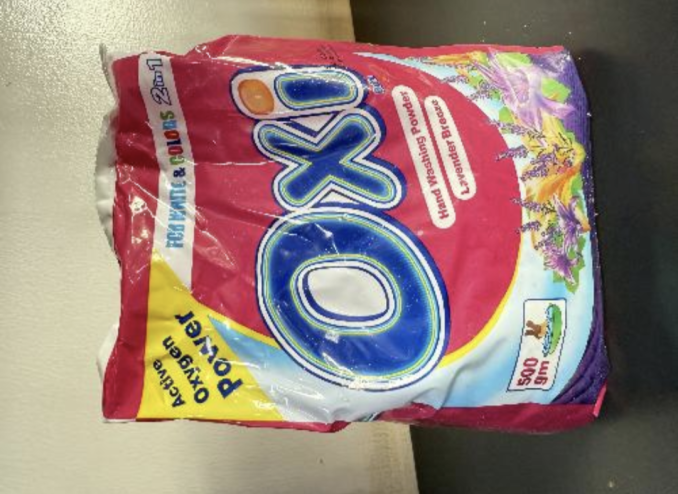 FOR WHITE & COLORS 2in1
Active
Oxygen
Power
OXI
Hand Washing Powder
Lavender Breeze
500
gm